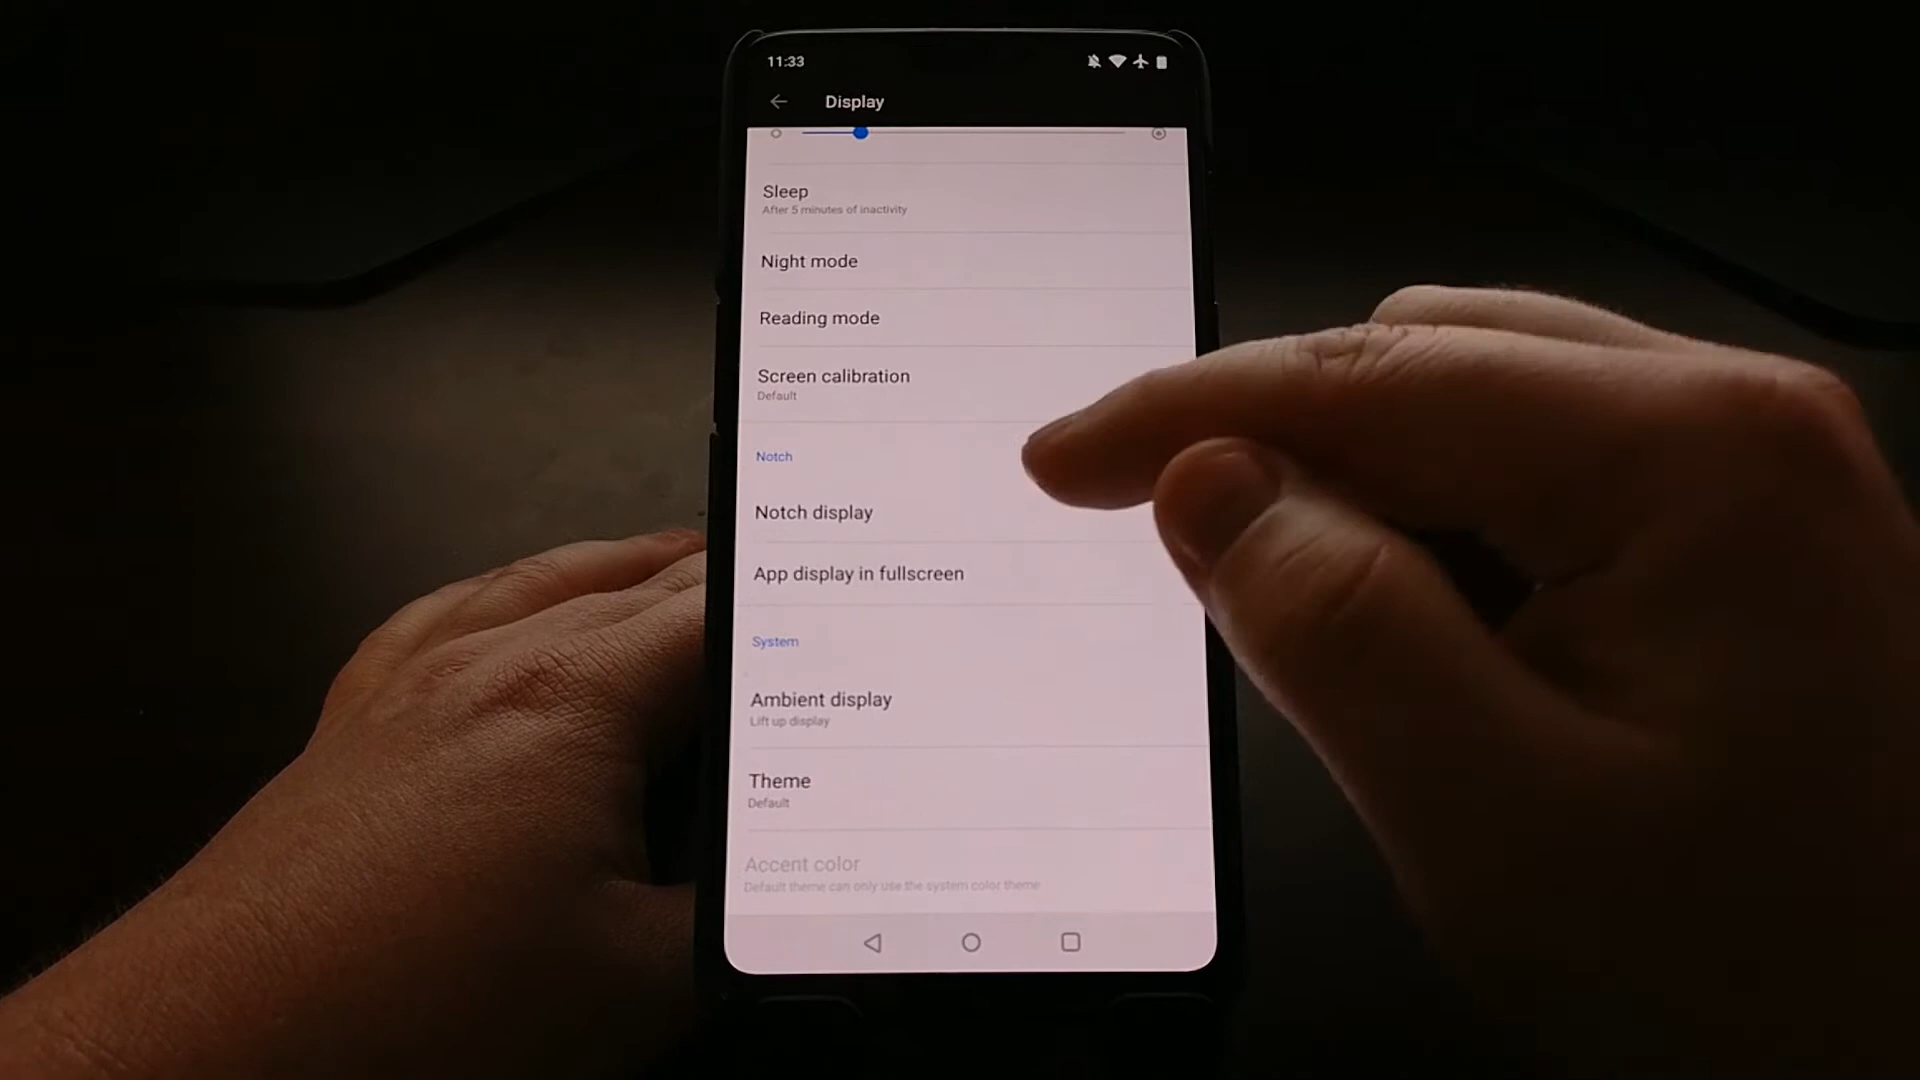 11:33
Display
Sleep
After 5 minutes of inactivity
Night mode
Reading mode
Screen calibration
Default
Notch
Notch display
App display in fullscreen
System
Ambient display
Lift up display
Theme
Default
Accent color
Default theme can only use the system color theme